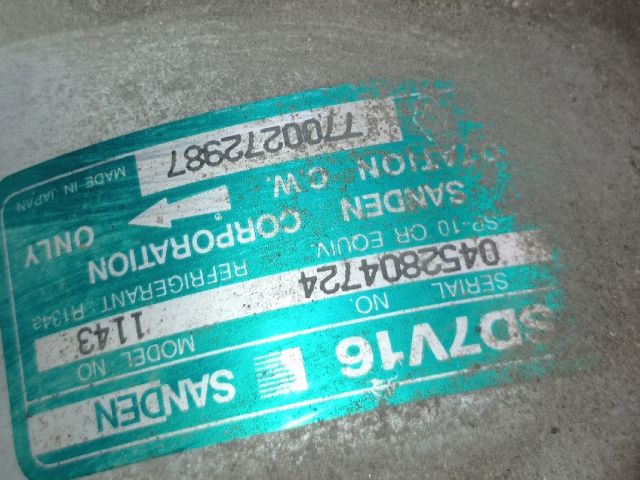 SD7V16 SANDEN
SERIAL NO MODEL NO
0452804724 1143
SP-10 OR EQUIV. REFRIGERANT R134a
SANDEN CORPORATION
ROTATION C.W. ONLY
7700272987 MADE IN JAPAN